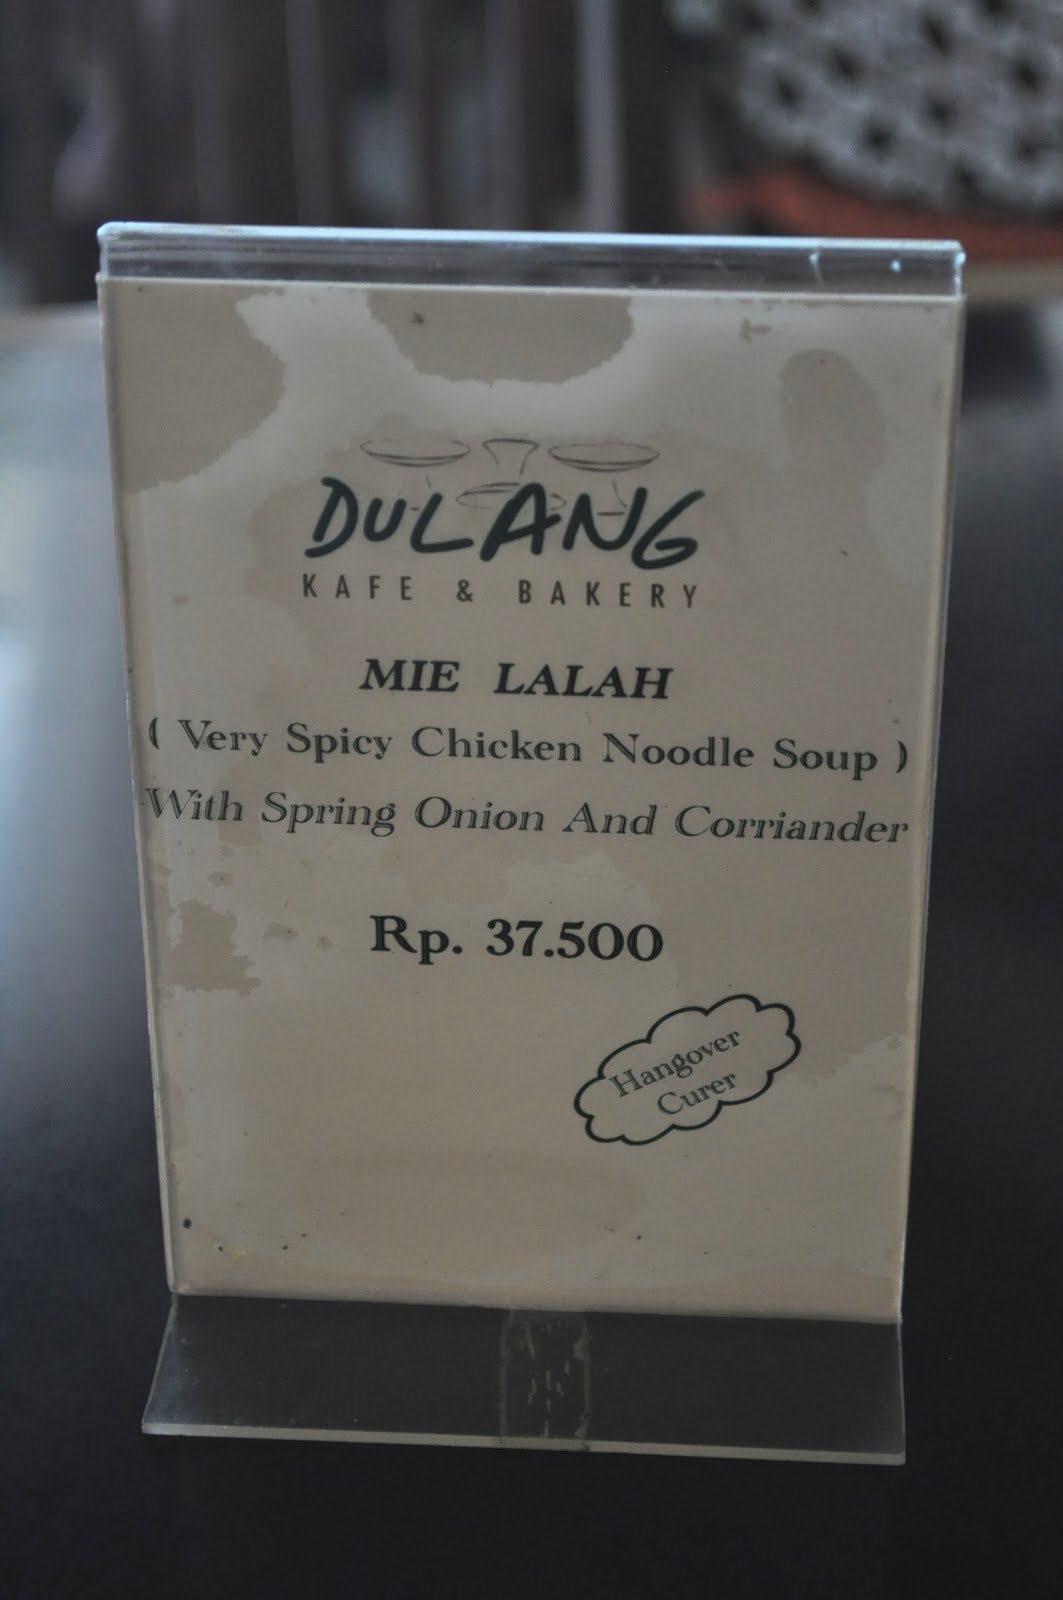 DULANG
KAFE & BAKERY
MIE LALAH
( Very Spicy Chicken Noodle Soup )
With Spring Onion And Corriander
Rp. 37.500
Hangover
Curer